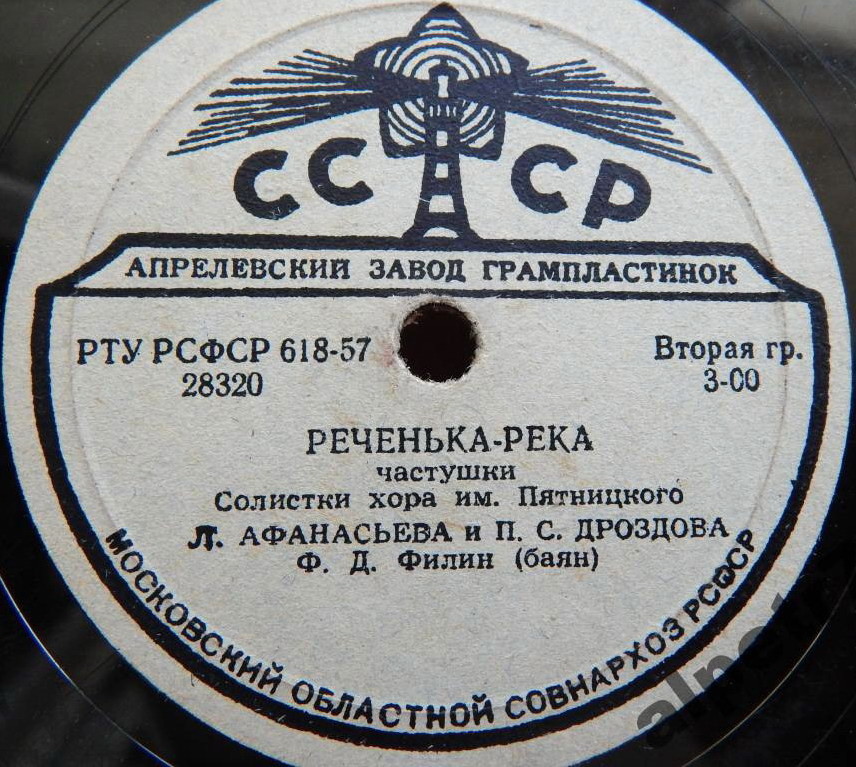 СССР
АПРЕЛЕВСКИЙ ЗАВОД ГРАМПЛАСТИНОК
РТУ РСФСР 618-57
28320
Вторая гр.
3-00
РЕЧЕНЬКА-РЕКА
частушки
Солистки хора им. Пятницкого
Л. АФАНАСЬЕВА и П. С. ДРОЗДОВА
Ф. Д. Филин (баян)
МОСКОВСКИЙ ОБЛАСТНОЙ СОВНАРХОЗ РСФСР